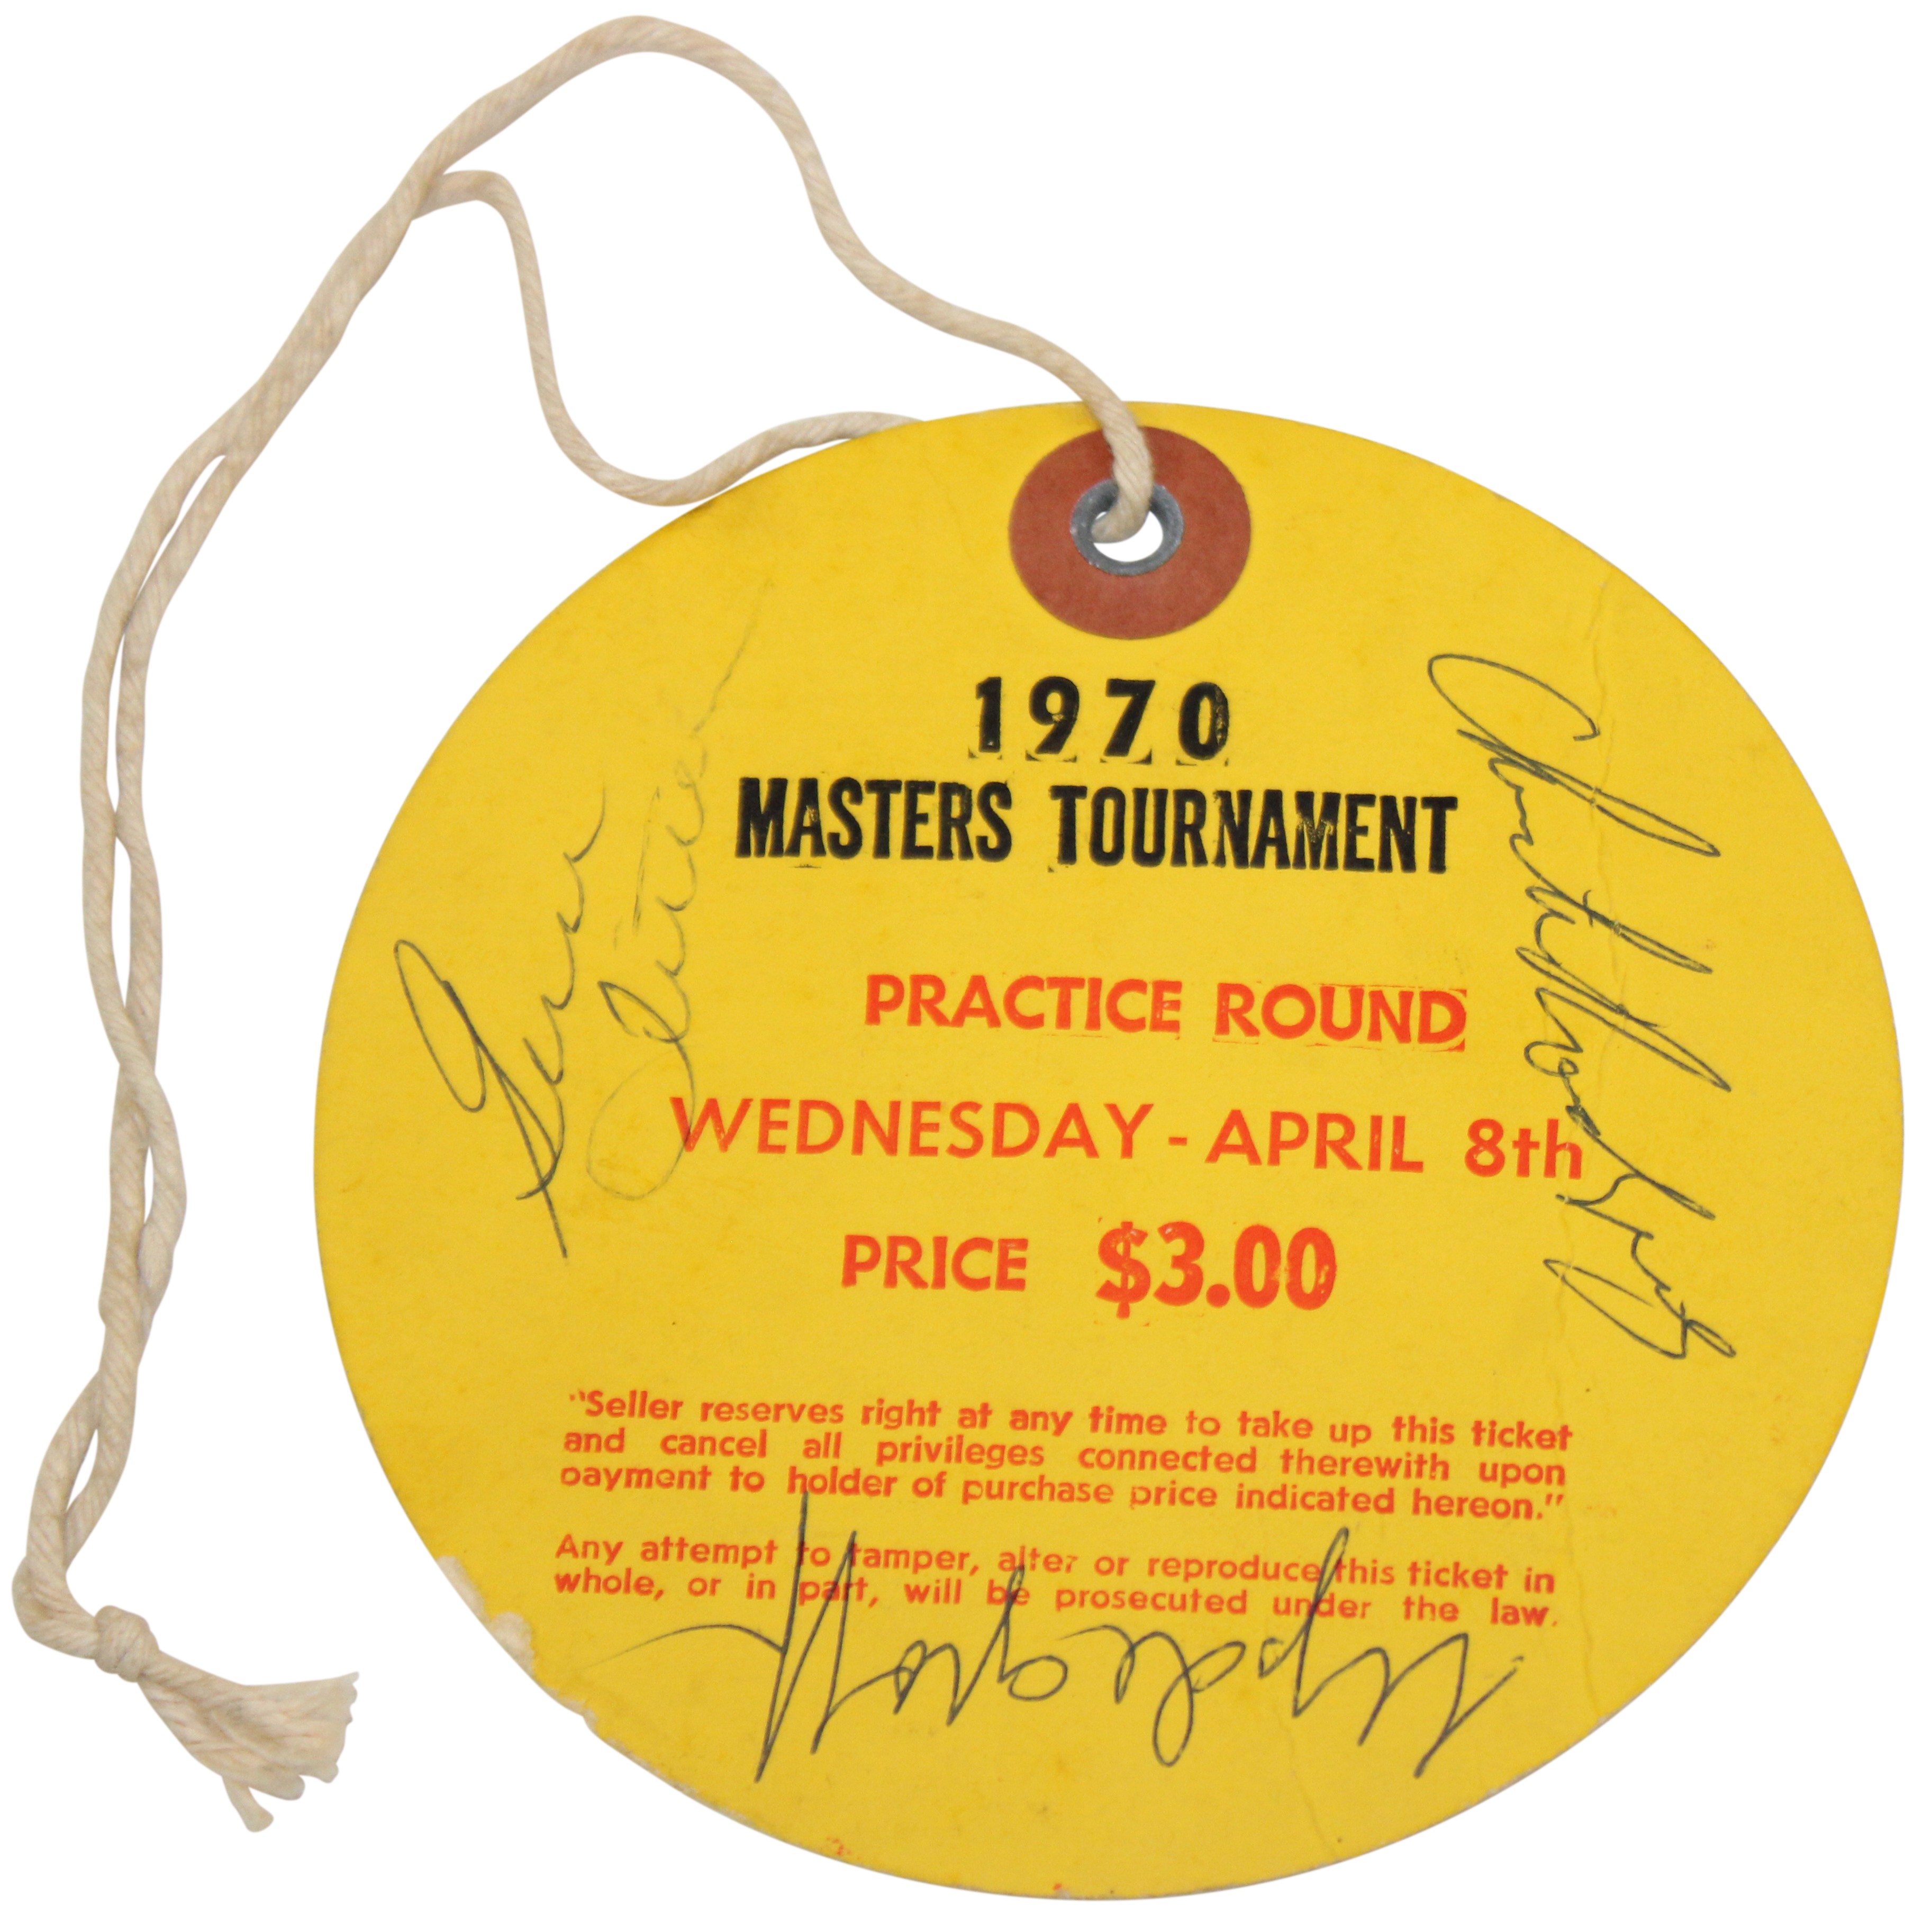 1970
MASTERS TOURNAMENT
PRACTICE ROUND
WEDNESDAY - APRIL 8th
PRICE $3.00
"Seller reserves right at any time to take up this ticket
and cancel all privileges connected therewith upon
payment to holder of purchase price indicated hereon."
Any attempt to tamper, alter or reproduce this ticket in
whole, or in part, will be prosecuted under the law.
Gene